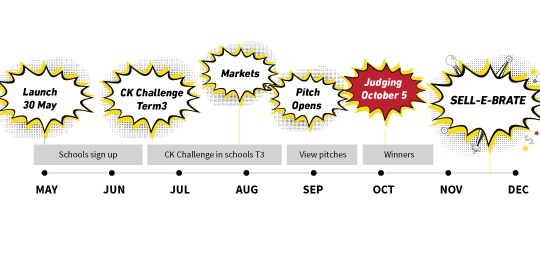 Launch
30 May
CK Challenge
Term3
Markets
Pitch
Opens
Judging
October 5
SELL-E-BRATE
Schools sign up
CK Challenge in schools T3
View pitches
Winners
MAY
JUN
JUL
AUG
SEP
OCT
NOV
DEC